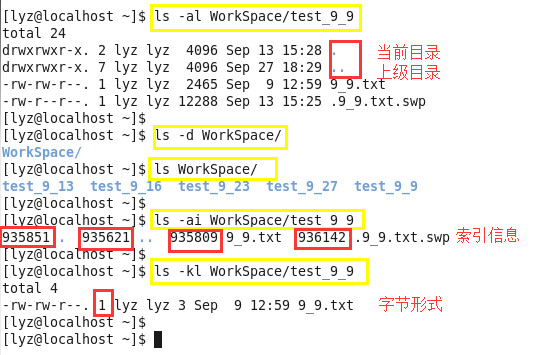 [lyz@localhost ~]$ ls -al WorkSpace/test_9_9
total 24
drwxrwxr-x. 2 lyz lyz 4096 Sep 13 15:28 . 当前目录
drwxrwxr-x. 7 lyz lyz 4096 Sep 27 18:29 .. 上级目录
-rw-rw-r--. 1 lyz lyz 2465 Sep 9 12:59 9_9.txt
-rw-r--r--. 1 lyz lyz 12288 Sep 13 15:25 .9_9.txt.swp
[lyz@localhost ~]$
[lyz@localhost ~]$ ls -d WorkSpace/
WorkSpace/
[lyz@localhost ~]$ ls WorkSpace/
test_9_13 test_9_16 test_9_23 test_9_27 test_9_9
[lyz@localhost ~]$
[lyz@localhost ~]$ ls -ai WorkSpace/test_9_9
935851 . 935621 .. 935809 9_9.txt 936142 .9_9.txt.swp 索引信息
[lyz@localhost ~]$
[lyz@localhost ~]$ ls -kl WorkSpace/test_9_9
total 4
-rw-rw-r--. 1 lyz lyz 3 Sep 9 12:59 9_9.txt 字节形式
[lyz@localhost ~]$
[lyz@localhost ~]$